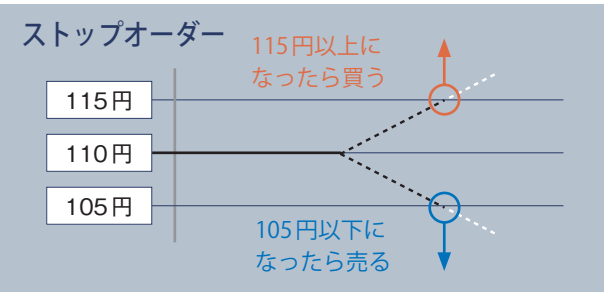 ストップオーダー
115円以上に
なったら買う
115円
110円
105円
105円以下に
なったら売る